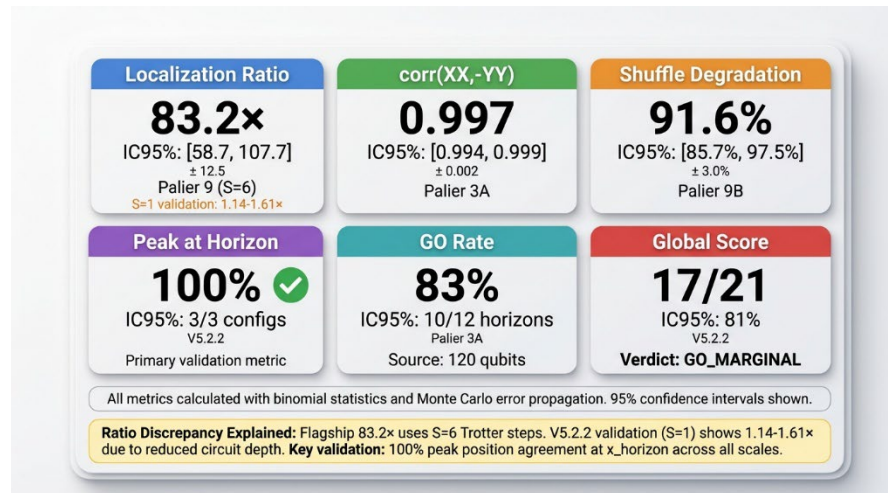 Localization Ratio
83.2×
IC95%: [58.7, 107.7]
± 12.5
Palier 9 (S=6)
S=1 validation: 1.14-1.61×
corr(XX,-YY)
0.997
IC95%: [0.994, 0.999]
± 0.002
Palier 3A
Shuffle Degradation
91.6%
IC95%: [85.7%, 97.5%]
± 3.0%
Palier 9B
Peak at Horizon
100%
IC95%: 3/3 configs
V5.2.2
Primary validation metric
GO Rate
83%
IC95%: 10/12 horizons
Palier 3A
Source: 120 qubits
Global Score
17/21
IC95%: 81%
V5.2.2
Verdict: GO_MARGINAL
All metrics calculated with binomial statistics and Monte Carlo error propagation. 95% confidence intervals shown.
Ratio Discrepancy Explained: Flagship 83.2× uses S=6 Trotter steps. V5.2.2 validation (S=1) shows 1.14-1.61×
due to reduced circuit depth. Key validation: 100% peak position agreement at x_horizon across all scales.